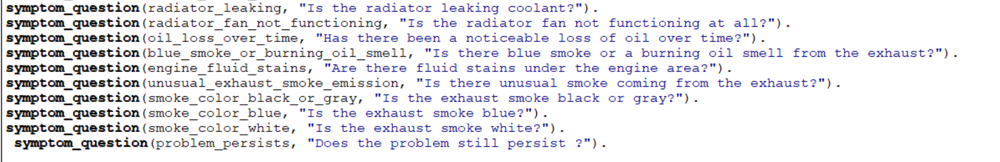 symptom_question(radiator_leaking, "Is the radiator leaking coolant?").
symptom_question(radiator_fan_not_functioning, "Is the radiator fan not functioning at all?").
symptom_question(oil_loss_over_time, "Has there been a noticeable loss of oil over time?").
symptom_question(blue_smoke_or_burning_oil_smell, "Is there blue smoke or a burning oil smell from the exhaust?").
symptom_question(engine_fluid_stains, "Are there fluid stains under the engine area?").
symptom_question(unusual_exhaust_smoke_emission, "Is there unusual smoke coming from the exhaust?").
symptom_question(smoke_color_black_or_gray, "Is the exhaust smoke black or gray?").
symptom_question(smoke_color_blue, "Is the exhaust smoke blue?").
symptom_question(smoke_color_white, "Is the exhaust smoke white?").
symptom_question(problem_persists, "Does the problem still persist ?").